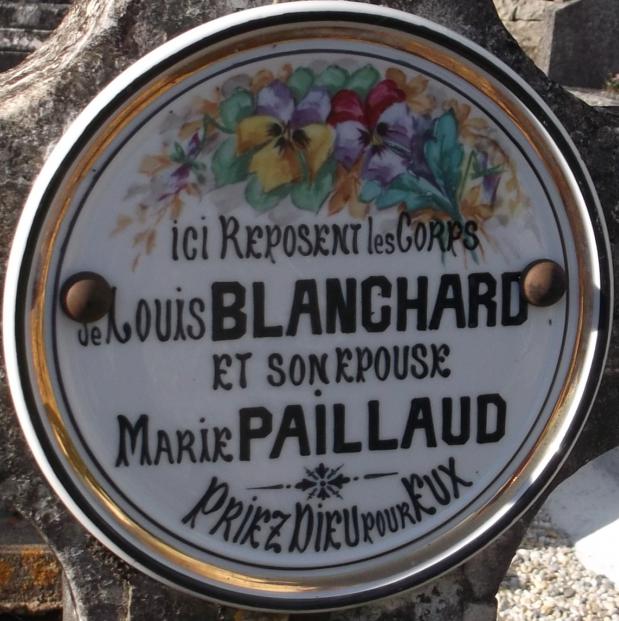 ici REPOSENT les CORPS
de LOUIS BLANCHARD
ET SON EPOUSE
MARIE PAILLAUD
PRIEZ DIEU POUR EUX